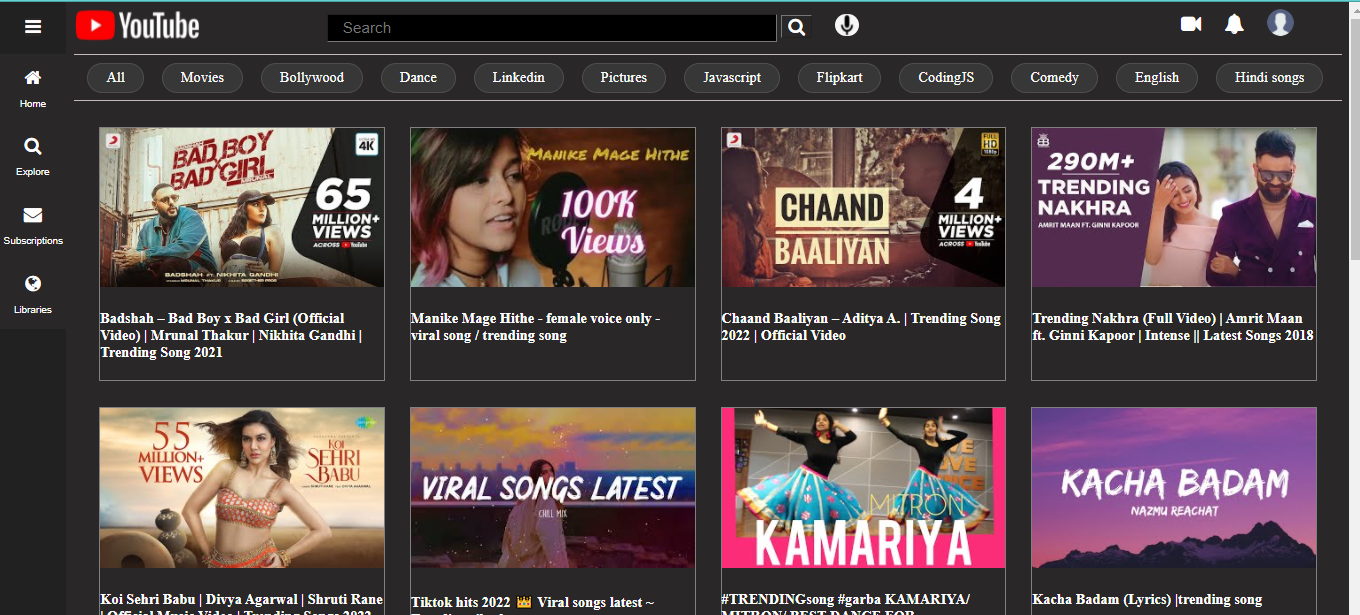 YouTube
Search
All Movies Bollywood Dance Linkedin Pictures Javascript Flipkart CodingJS Comedy English Hindi songs
Home
Explore
Subscriptions
Libraries
BAD BOY
BAD GIRL
MRUNAL
4K
65
MILLION+
VIEWS
ACROSS YouTube
BADSHAH FT. NIKHITA GANDHI
Badshah – Bad Boy x Bad Girl (Official
Video) | Mrunal Thakur | Nikhita Gandhi |
Trending Song 2021
MANIKE MAGE HITHE
100K
Views
Manike Mage Hithe - female voice only -
viral song / trending song
FULL
HD
1080p
CHAAND
BAALIYAN
4
MILLION+
VIEWS
ACROSS YouTube
Chaand Baaliyan – Aditya A. | Trending Song
2022 | Official Video
290M+
TRENDING
NAKHRA
AMRIT MAAN FT. GINNI KAPOOR
Trending Nakhra (Full Video) | Amrit Maan
ft. Ginni Kapoor | Intense || Latest Songs 2018
55
MILLION+
VIEWS
KOI
SEHRI
BABU
Koi Sehri Babu | Divya Agarwal | Shruti Rane
| Official Music Video | Trending Songs 2022
VIRAL SONGS LATEST
CHILL MIX
Tiktok hits 2022 👑 Viral songs latest ~
LOVE
DANCE
MITRON
KAMARIYA
#TRENDINGsong #garba KAMARIYA/
MITRON/ BEST DANCE FOR
KACHA BADAM
NAZMU REACHAT
Kacha Badam (Lyrics) |trending song